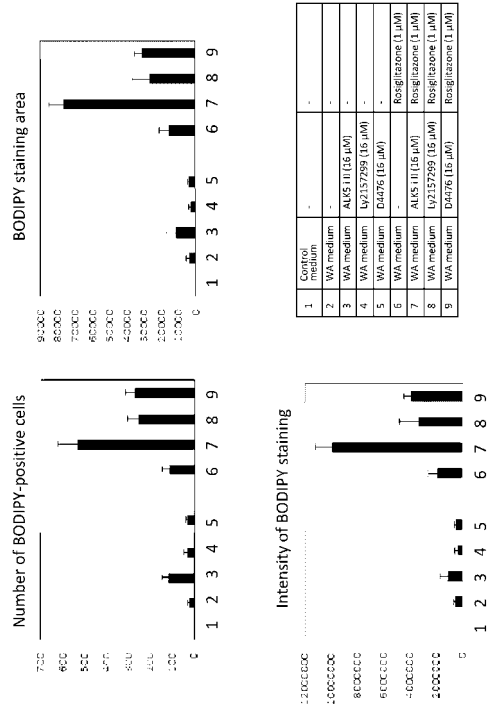 Number of BODIPY-positive cells
700
600
500
400
300
200
100
0
1 2 3 4 5 6 7 8 9
BODIPY staining area
90000
80000
70000
60000
50000
40000
30000
20000
10000
0
1 2 3 4 5 6 7 8 9
Intensity of BODIPY staining
12000000
10000000
8000000
6000000
4000000
2000000
0
1 2 3 4 5 6 7 8 9
1 Control medium - -
2 WA medium - -
3 WA medium ALK5 i II (16 µM) -
4 WA medium Ly2157299 (16 µM) -
5 WA medium D4476 (16 µM) -
6 WA medium - Rosiglitazone (1 µM)
7 WA medium ALK5 i II (16 µM) Rosiglitazone (1 µM)
8 WA medium Ly2157299 (16 µM) Rosiglitazone (1 µM)
9 WA medium D4476 (16 µM) Rosiglitazone (1 µM)